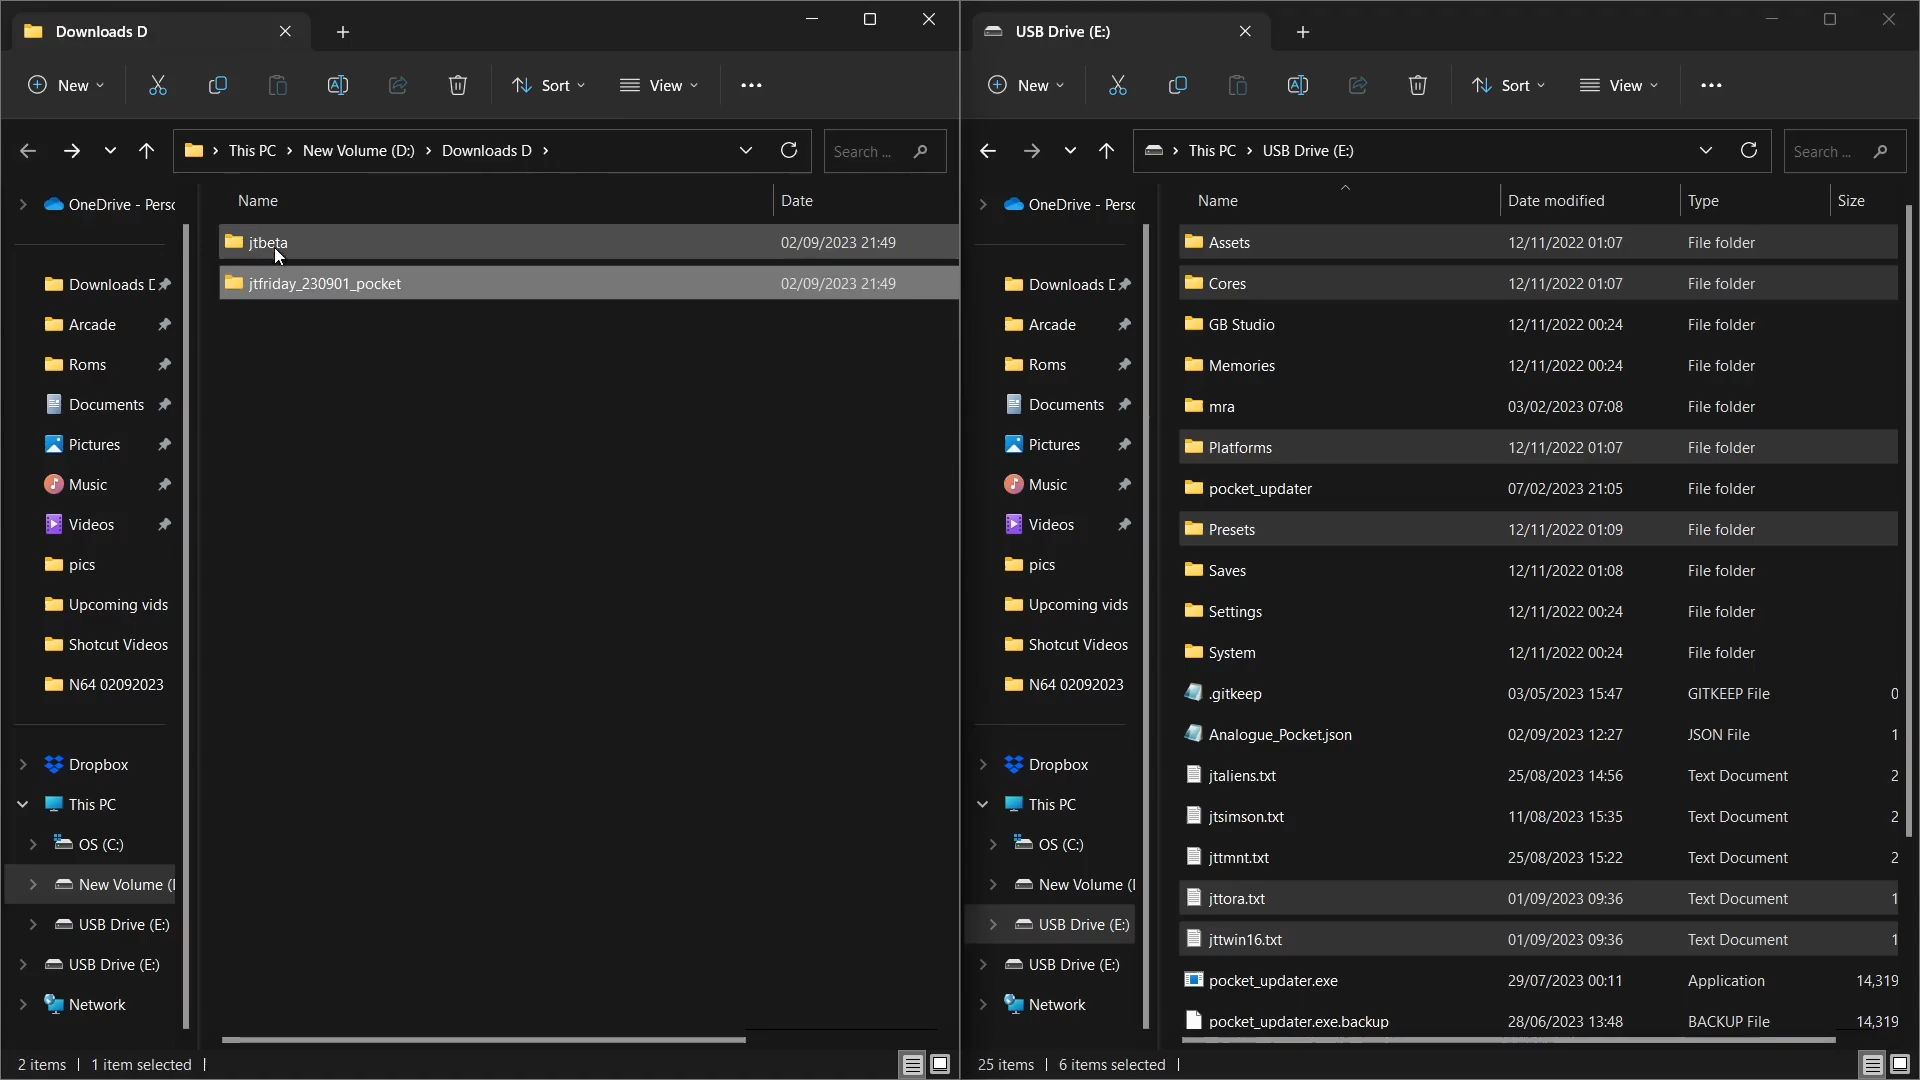 Downloads D
New
Sort
View
This PC
New Volume (D:)
Downloads D
Search ...
Name
Date
OneDrive - Persc
jtbeta 02/09/2023 21:49
jtfriday_230901_pocket 02/09/2023 21:49
Downloads D
Arcade
Roms
Documents
Pictures
Music
Videos
pics
Upcoming vids
Shotcut Videos
N64 02092023
Dropbox
This PC
OS (C:)
New Volume (D
USB Drive (E:)
USB Drive (E:)
Network
2 items
1 item selected
USB Drive (E:)
New
Sort
View
This PC
USB Drive (E:)
Search ...
OneDrive - Persc
Downloads D
Arcade
Roms
Documents
Pictures
Music
Videos
pics
Upcoming vids
Shotcut Videos
N64 02092023
Dropbox
This PC
OS (C:)
New Volume (D
USB Drive (E:)
USB Drive (E:)
Network
Name Date modified Type Size
Assets 12/11/2022 01:07 File folder
Cores 12/11/2022 01:07 File folder
GB Studio 12/11/2022 00:24 File folder
Memories 12/11/2022 00:24 File folder
mra 03/02/2023 07:08 File folder
Platforms 12/11/2022 01:07 File folder
pocket_updater 07/02/2023 21:05 File folder
Presets 12/11/2022 01:09 File folder
Saves 12/11/2022 01:08 File folder
Settings 12/11/2022 00:24 File folder
System 12/11/2022 00:24 File folder
.gitkeep 03/05/2023 15:47 GITKEEP File 0
Analogue_Pocket.json 02/09/2023 12:27 JSON File 1
jtaliens.txt 25/08/2023 14:56 Text Document 2
jtsimson.txt 11/08/2023 15:35 Text Document 2
jttmnt.txt 25/08/2023 15:22 Text Document 2
jttora.txt 01/09/2023 09:36 Text Document 1
jttwin16.txt 01/09/2023 09:36 Text Document 1
pocket_updater.exe 29/07/2023 00:11 Application 14,319
pocket_updater.exe.backup 28/06/2023 13:48 BACKUP File 14,319
25 items
6 items selected